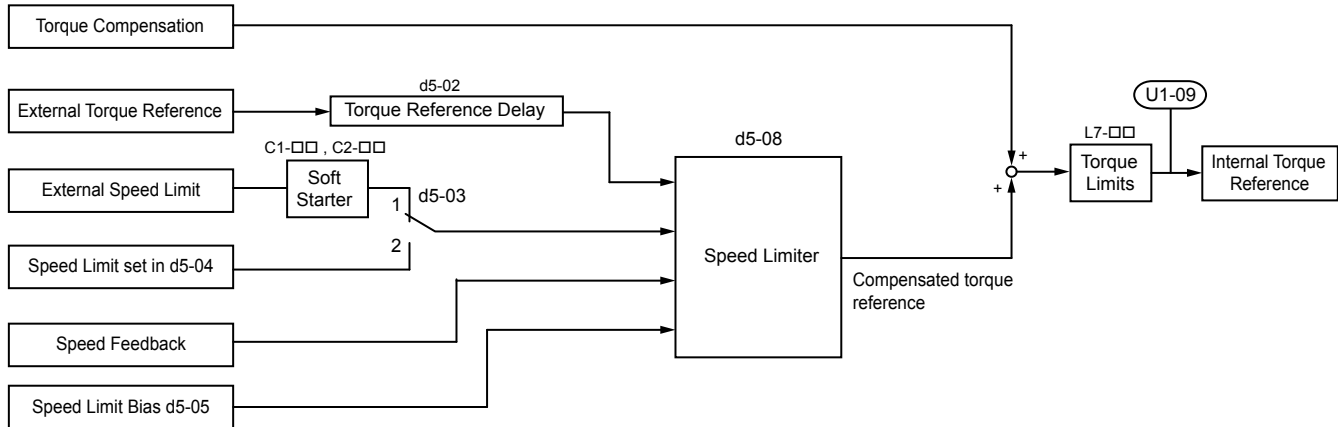 Torque Compensation
External Torque Reference
d5-02
Torque Reference Delay
C1-□□ , C2-□□
External Speed Limit
Soft
Starter
d5-03
1
2
Speed Limit set in d5-04
Speed Feedback
Speed Limit Bias d5-05
d5-08
Speed Limiter
Compensated torque
reference
+
+
L7-□□
Torque
Limits
U1-09
Internal Torque
Reference